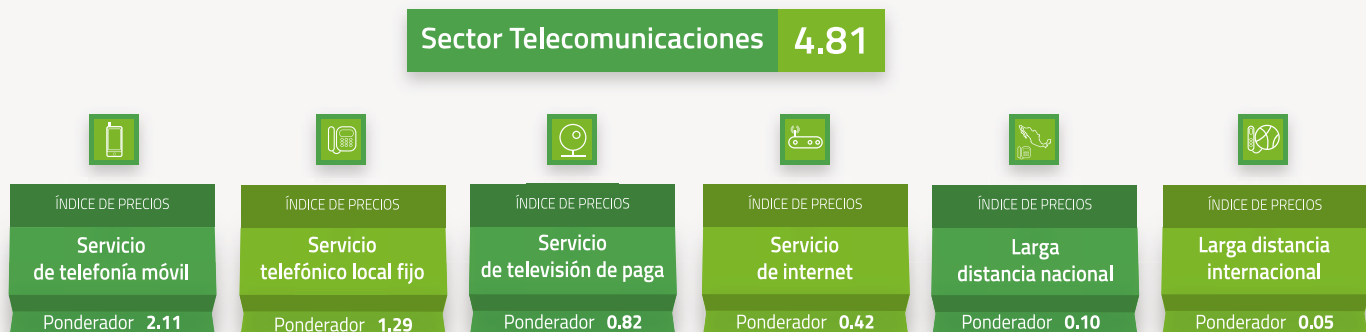 Sector Telecomunicaciones 4.81
ÍNDICE DE PRECIOS
Servicio
de telefonía móvil
Ponderador 2.11
ÍNDICE DE PRECIOS
Servicio
telefónico local fijo
Ponderador 1.29
ÍNDICE DE PRECIOS
Servicio
de televisión de paga
Ponderador 0.82
ÍNDICE DE PRECIOS
Servicio
de internet
Ponderador 0.42
ÍNDICE DE PRECIOS
Larga
distancia nacional
Ponderador 0.10
ÍNDICE DE PRECIOS
Larga distancia
internacional
Ponderador 0.05